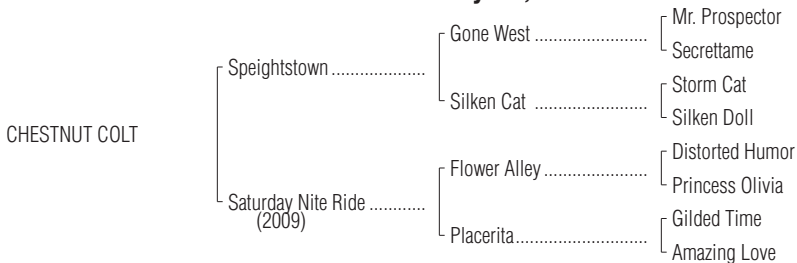 Mr. Prospector
Gone West ........................
Secrettame
Speightstown ....................
Storm Cat
Silken Cat ........................
Silken Doll
CHESTNUT COLT
Distorted Humor
Flower Alley ......................
Princess Olivia
Saturday Nite Ride ............
(2009)
Gilded Time
Placerita............................
Amazing Love